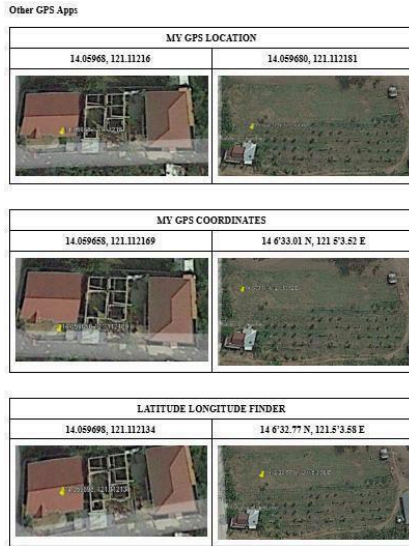 Other GPS Apps
MY GPS LOCATION
14.05968, 121.11216
14.059680, 121.112181
MY GPS COORDINATES
14.059658, 121.112169
14 6'33.01 N, 121 5'3.52 E
LATITUDE LONGITUDE FINDER
14.059698, 121.112134
14 6'32.77 N, 121.5'3.58 E